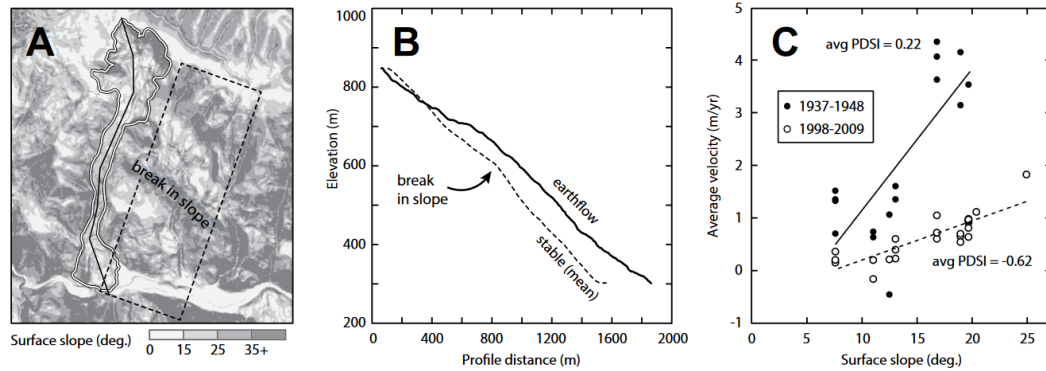 A
break in slope
Surface slope (deg.)
0 15 25 35+
B
1000
800
600
400
200
Elevation (m)
break
in slope
earthflow
stable (mean)
0 400 800 1200 1600 2000
Profile distance (m)
C
avg PDSI = 0.22
1937-1948
1998-2009
avg PDSI = -0.62
5
4
3
2
1
0
-1
Average velocity (m/yr)
5 10 15 20 25
Surface slope (deg.)